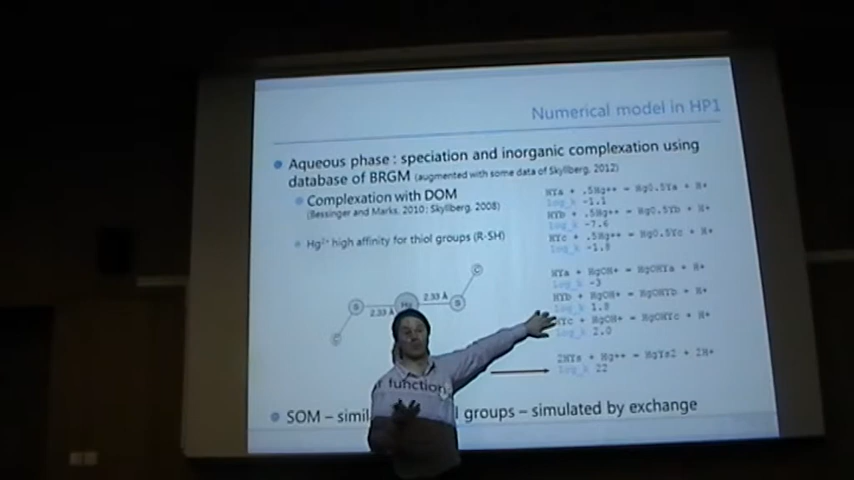 Numerical model in HP1
Aqueous phase : speciation and inorganic complexation using
database of BRGM (augmented with some data of Skyllberg, 2012)
Complexation with DOM
(Bessinger and Marks, 2010; Skyllberg, 2008)
Hg²⁺ high affinity for thiol groups (R-SH)
C
S
Hg
S
C
2.33 Å
2.33 Å
HYa + .5Hg++ = Hg0.5Ya + H+
log_k -1.1
HYb + .5Hg++ = Hg0.5Yb + H+
log_k -7.6
HYc + .5Hg++ = Hg0.5Yc + H+
log_k -1.8
HYa + HgOH+ = HgOHYa + H+
log_k -3
HYb + HgOH+ = HgOHYb + H+
log_k 1.8
HYc + HgOH+ = HgOHYc + H+
log_k 2.0
2HYs + Hg++ = HgYs2 + 2H+
log_k 22
function
SOM – groups – simulated by exchange